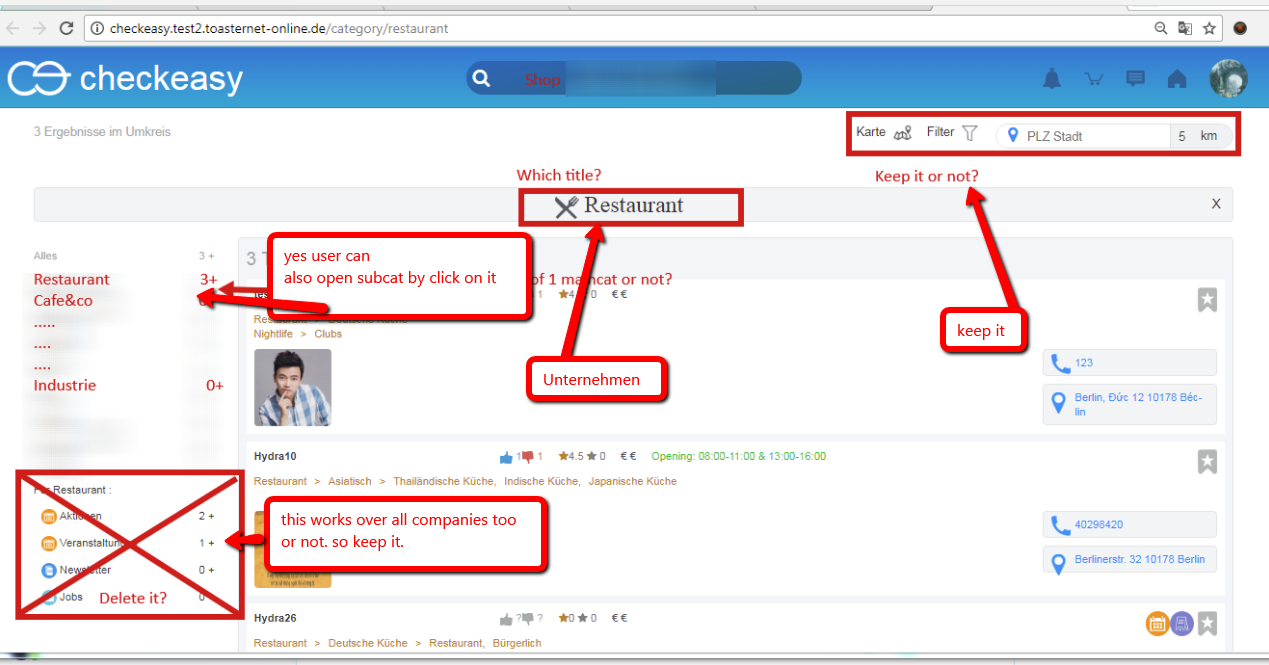 checkeasy.test2.toasternet-online.de/category/restaurant
checkeasy
Shop
3 Ergebnisse im Umkreis
Karte Filter PLZ Stadt 5 km
Which title?
Keep it or not?
Restaurant X
Alles 3 +
Restaurant 3+
Cafe&co
.....
....
....
Industrie 0+
yes user can
also open subcat by click on it
of 1 maincat or not?
3
1 4 0 € €
Nightlife > Clubs
keep it
Unternehmen
123
Berlin, Đức 12 10178 Béc-
lin
Hydra10 1 1 4.5 0 € € Opening: 08:00-11:00 & 13:00-16:00
Restaurant > Asiatisch > Thailändische Küche, Indische Küche, Japanische Küche
Für Restaurant :
Aktionen 2 +
Veranstaltung 1 +
Newsletter 0 +
Jobs 0
Delete it?
this works over all companies too
or not. so keep it.
40298420
Berlinerstr. 32 10178 Berlin
Hydra26 ? ? 0 0 € €
Restaurant > Deutsche Küche > Restaurant, Bürgerlich